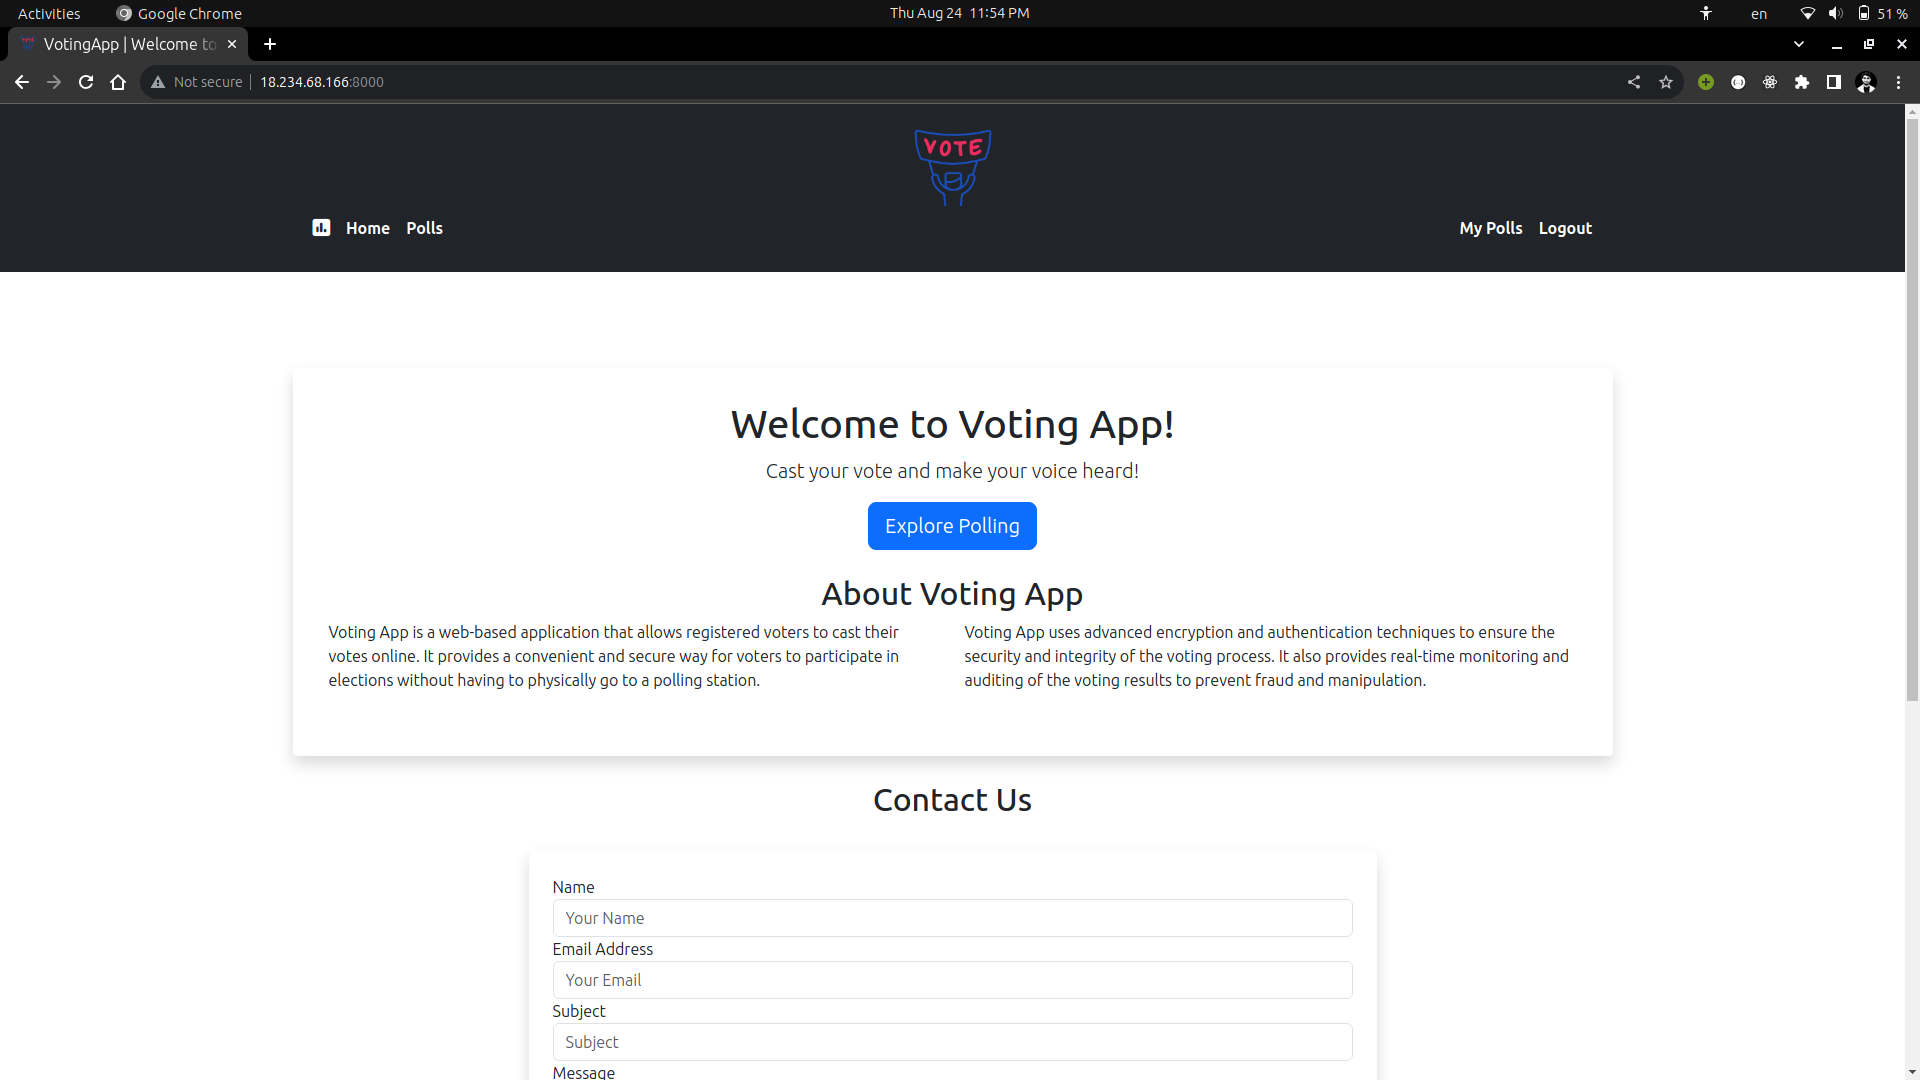 Activities Google Chrome Thu Aug 24 11:54 PM en 51 %
VotingApp | Welcome to
Not secure 18.234.68.166:8000
VOTE
Home Polls My Polls Logout
Welcome to Voting App!
Cast your vote and make your voice heard!
Explore Polling
About Voting App
Voting App is a web-based application that allows registered voters to cast their
votes online. It provides a convenient and secure way for voters to participate in
elections without having to physically go to a polling station.
Voting App uses advanced encryption and authentication techniques to ensure the
security and integrity of the voting process. It also provides real-time monitoring and
auditing of the voting results to prevent fraud and manipulation.
Contact Us
Name
Your Name
Email Address
Your Email
Subject
Subject
Message